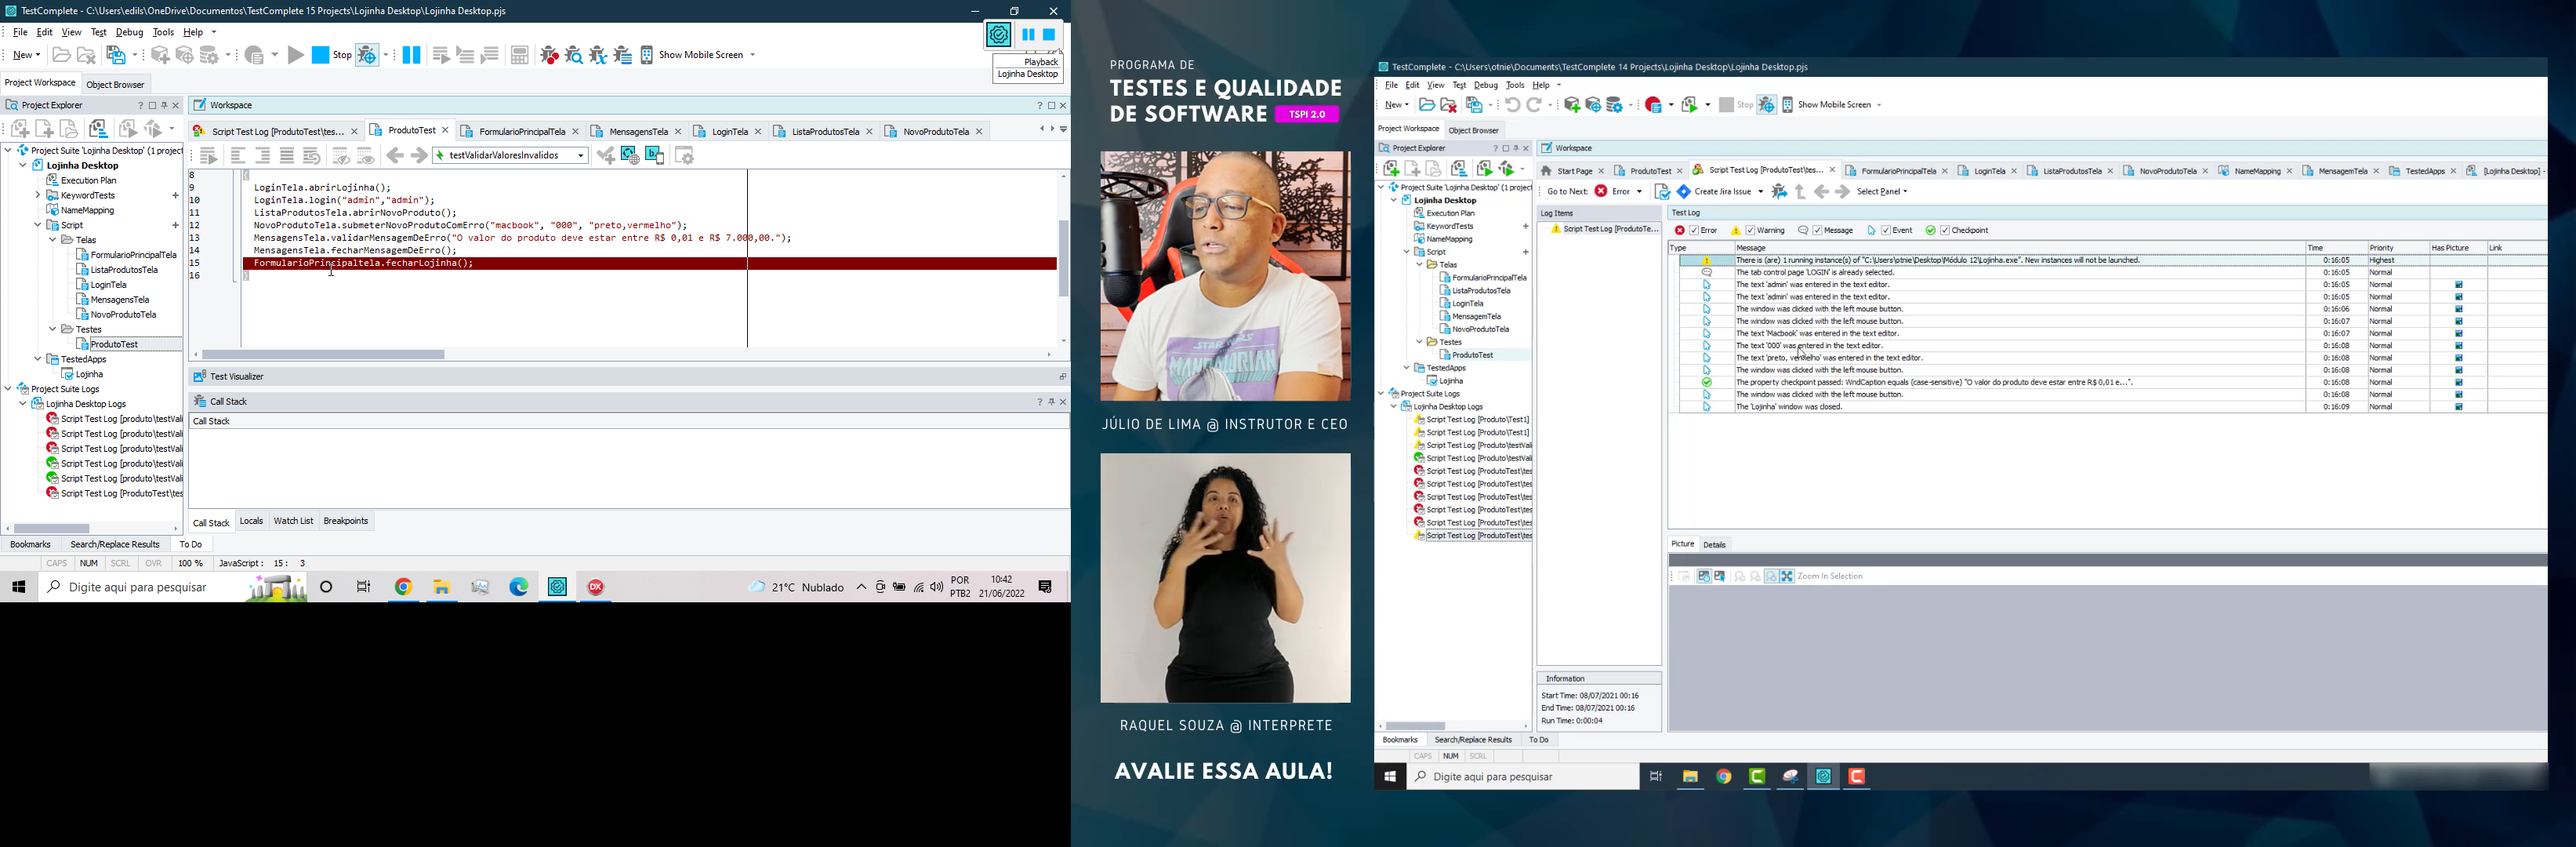 TestComplete - C:\Users\edils\OneDrive\Documentos\TestComplete 15 Projects\Lojinha Desktop\Lojinha Desktop.pjs
File Edit View Test Debug Tools Help
New Stop Show Mobile Screen
Playback
Lojinha Desktop
Project Workspace Object Browser
Project Explorer
Workspace
Script Test Log [ProdutoTest\tes... ProdutoTest FormularioPrincipalTela MensagensTela LoginTela ListaProdutosTela NovoProdutoTela
testValidarValoresInvalidos
Project Suite 'Lojinha Desktop' (1 project
Lojinha Desktop
Execution Plan
KeywordTests
NameMapping
Script
Telas
FormularioPrincipalTela
ListaProdutosTela
LoginTela
MensagensTela
NovoProdutoTela
Testes
ProdutoTest
TestedApps
Lojinha
Project Suite Logs
Lojinha Desktop Logs
Script Test Log [produto\testVali
Script Test Log [produto\testVali
Script Test Log [produto\testVali
Script Test Log [produto\testVali
Script Test Log [produto\testVali
Script Test Log [ProdutoTest\tes
8 {
9 LoginTela.abrirLojinha();
10 LoginTela.login("admin","admin");
11 ListaProdutosTela.abrirNovoProduto();
12 NovoProdutoTela.submeterNovoProdutoComErro("macbook", "000", "preto,vermelho");
13 MensagensTela.validarMensagemDeErro("O valor do produto deve estar entre R$ 0,01 e R$ 7.000,00.");
14 MensagensTela.fecharMensagemDeErro();
15 FormularioPrincipaltela.fecharLojinha();
16 }
Test Visualizer
Call Stack
Call Stack
Call Stack Locals Watch List Breakpoints
Bookmarks Search/Replace Results To Do
CAPS NUM SCRL OVR 100 % JavaScript: 15: 3
Digite aqui para pesquisar
21°C Nublado
POR
PTB2
10:42
21/06/2022
PROGRAMA DE
TESTES E QUALIDADE
DE SOFTWARE TSPI 2.0
STAR WARS
MANDALORIAN
JÚLIO DE LIMA @ INSTRUTOR E CEO
RAQUEL SOUZA @ INTERPRETE
AVALIE ESSA AULA!
TestComplete - C:\Users\otnie\Documents\TestComplete 14 Projects\Lojinha Desktop\Lojinha Desktop.pjs
File Edit View Test Debug Tools Help
New Stop Show Mobile Screen
Project Workspace Object Browser
Project Explorer
Workspace
Start Page ProdutoTest Script Test Log [ProdutoTest\tes... FormularioPrincipalTela LoginTela ListaProdutosTela NovoProdutoTela NameMapping MensagemTela TestedApps [Lojinha Desktop] -
Go to Next: Error Create Jira Issue Select Panel
Project Suite 'Lojinha Desktop' (1 project
Lojinha Desktop
Execution Plan
KeywordTests
NameMapping
Script
Telas
FormularioPrincipalTela
ListaProdutosTela
LoginTela
MensagemTela
NovoProdutoTela
Testes
ProdutoTest
TestedApps
Lojinha
Project Suite Logs
Lojinha Desktop Logs
Script Test Log [Produto\Test1]
Script Test Log [Produto\Test1]
Script Test Log [Produto\testVali
Script Test Log [Produto\testVali
Script Test Log [ProdutoTest\tes
Script Test Log [ProdutoTest\tes
Script Test Log [ProdutoTest\tes
Script Test Log [ProdutoTest\tes
Script Test Log [ProdutoTest\tes
Script Test Log [ProdutoTest\tes
Log Items
Script Test Log [ProdutoTe...
Test Log
Error Warning Message Event Checkpoint
Type Message Time Priority Has Picture Link
There is (are) 1 running instance(s) of "C:\Users\otnie\Desktop\Módulo 12\Lojinha.exe". New instances will not be launched. 0:16:05 Highest
The tab control page 'LOGIN' is already selected. 0:16:05 Normal
The text 'admin' was entered in the text editor. 0:16:05 Normal
The text 'admin' was entered in the text editor. 0:16:05 Normal
The window was clicked with the left mouse button. 0:16:06 Normal
The window was clicked with the left mouse button. 0:16:07 Normal
The text 'Macbook' was entered in the text editor. 0:16:07 Normal
The text '000' was entered in the text editor. 0:16:08 Normal
The text 'preto, vermelho' was entered in the text editor. 0:16:08 Normal
The window was clicked with the left mouse button. 0:16:08 Normal
The property checkpoint passed: WndCaption equals (case-sensitive) "O valor do produto deve estar entre R$ 0,01 e...". 0:16:08 Normal
The window was clicked with the left mouse button. 0:16:08 Normal
The 'Lojinha' window was closed. 0:16:09 Normal
Picture Details
Zoom In Selection
Information
Start Time: 08/07/2021 00:16
End Time: 08/07/2021 00:16
Run Time: 0:00:04
Bookmarks Search/Replace Results To Do
CAPS NUM SCRL
Digite aqui para pesquisar